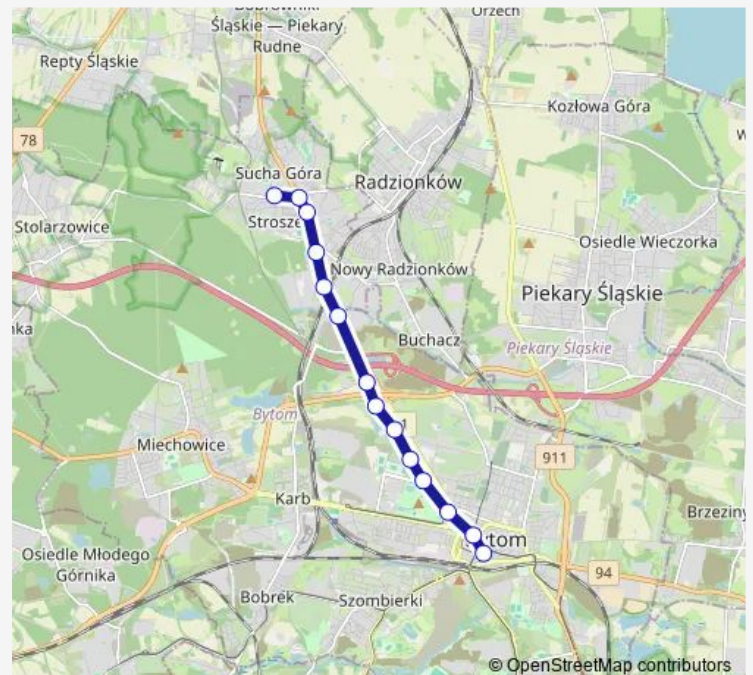 Śląskie — Piekary
Rudne
Orzech
Repty Śląskie
Kozłowa Góra
78
Sucha Góra
Radzionków
Stolarzowice
Osiedle Wieczorka
Nowy Radzionków
Piekary Śląskie
Buchacz
Piekary Śląskie
Bytom
Miechowice
911
Karb
Brzeziny
Bytom
Osiedle Młodego
Górnika
94
Bobrek
Szombierki
© OpenStreetMap contributors